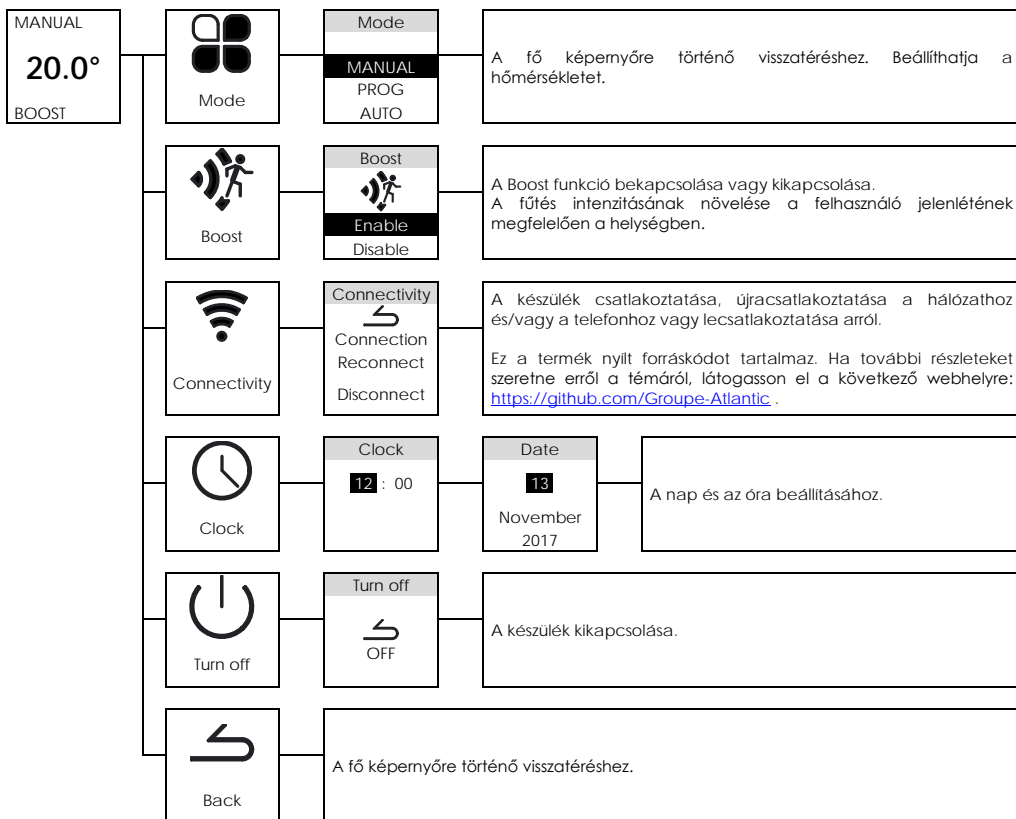 MANUAL
20.0°
BOOST
Mode
Mode
MANUAL
PROG
AUTO
A fő képernyőre történő visszatéréshez. Beállíthatja a
hőmérsékletet.
Boost
Boost
Enable
Disable
A Boost funkció bekapcsolása vagy kikapcsolása.
A fűtés intenzitásának növelése a felhasználó jelenlétének
megfelelően a helységben.
Connectivity
Connectivity
Connection
Reconnect
Disconnect
A készülék csatlakoztatása, újracsatlakoztatása a hálózathoz
és/vagy a telefonhoz vagy lecsatlakoztatása arról.
Ez a termék nyílt forráskódot tartalmaz. Ha további részleteket
szeretne erről a témáról, látogasson el a következő webhelyre:
https://github.com/Groupe-Atlantic .
Clock
Clock
12 : 00
Date
13
November
2017
A nap és az óra beállításához.
Turn off
Turn off
OFF
A készülék kikapcsolása.
Back
A fő képernyőre történő visszatéréshez.